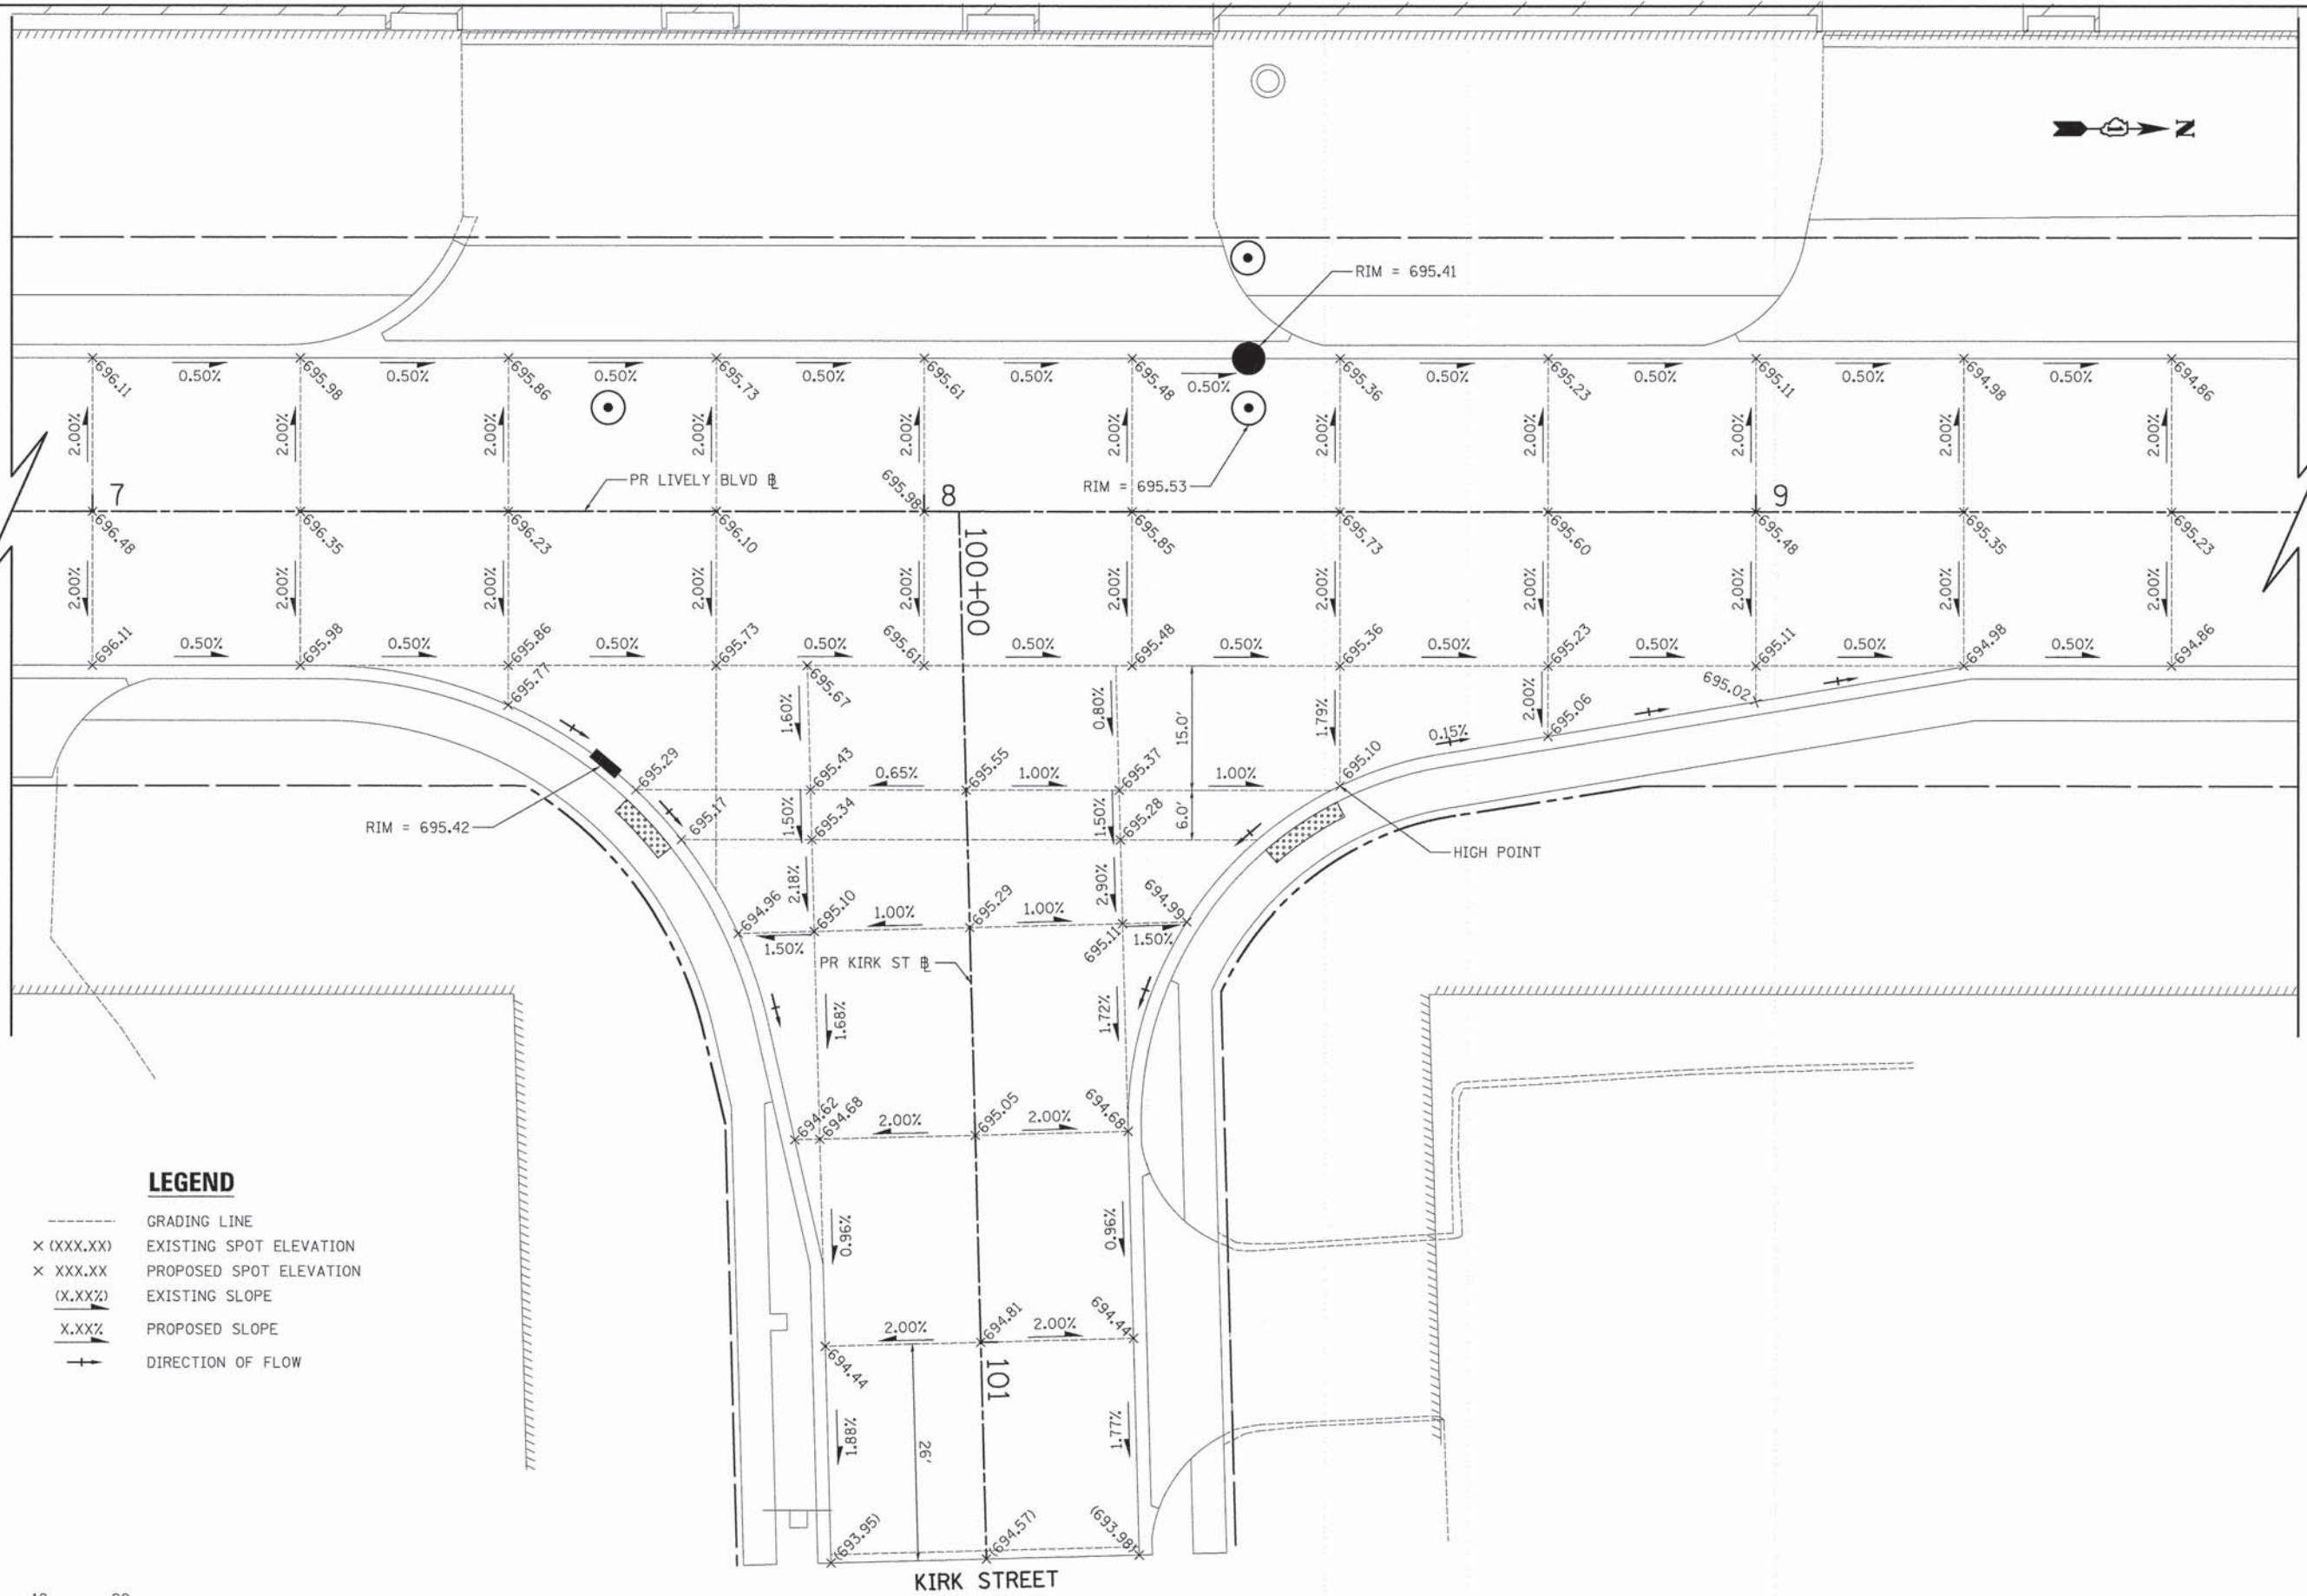 N
RIM = 695.41
696.11 695.98 695.86 695.73 695.61 695.48 695.36 695.23 695.11 694.98 694.86
0.50% 0.50% 0.50% 0.50% 0.50% 0.50% 0.50% 0.50% 0.50% 0.50%
2.00% 2.00% 2.00% 2.00% 2.00% 2.00% 2.00% 2.00% 2.00% 2.00%
PR LIVELY BLVD BL
RIM = 695.53
7 8 9
696.48 696.35 696.23 696.10 695.98 695.85 695.73 695.60 695.48 695.35 695.23
100+00
2.00% 2.00% 2.00% 2.00% 2.00% 2.00% 2.00% 2.00% 2.00% 2.00%
696.11 695.98 695.86 695.73 695.61 695.48 695.36 695.23 695.11 694.98 694.86
0.50% 0.50% 0.50% 0.50% 0.50% 0.50% 0.50% 0.50% 0.50% 0.50%
695.77 695.67 695.02
1.60% 0.80% 15.0' 1.79% 2.00% 695.06
0.15%
695.29 695.43 695.55 695.37 695.10
0.65% 1.00% 1.00%
RIM = 695.42
695.17 1.50% 695.34 1.50% 695.28 6.0'
HIGH POINT
2.18% 2.90%
694.96 695.10 695.29 695.11 694.99
1.00% 1.00%
1.50% 1.50%
PR KIRK ST BL
1.68% 1.72%
694.62 694.68 695.05 694.68
2.00% 2.00%
0.96% 0.96%
694.44 694.81 694.44
2.00% 2.00%
101
1.88% 26' 1.77%
(693.95) (694.57) (693.98)
KIRK STREET
LEGEND
GRADING LINE
× (XXX.XX) EXISTING SPOT ELEVATION
× XXX.XX PROPOSED SPOT ELEVATION
(X.XX%) EXISTING SLOPE
X.XX% PROPOSED SLOPE
DIRECTION OF FLOW